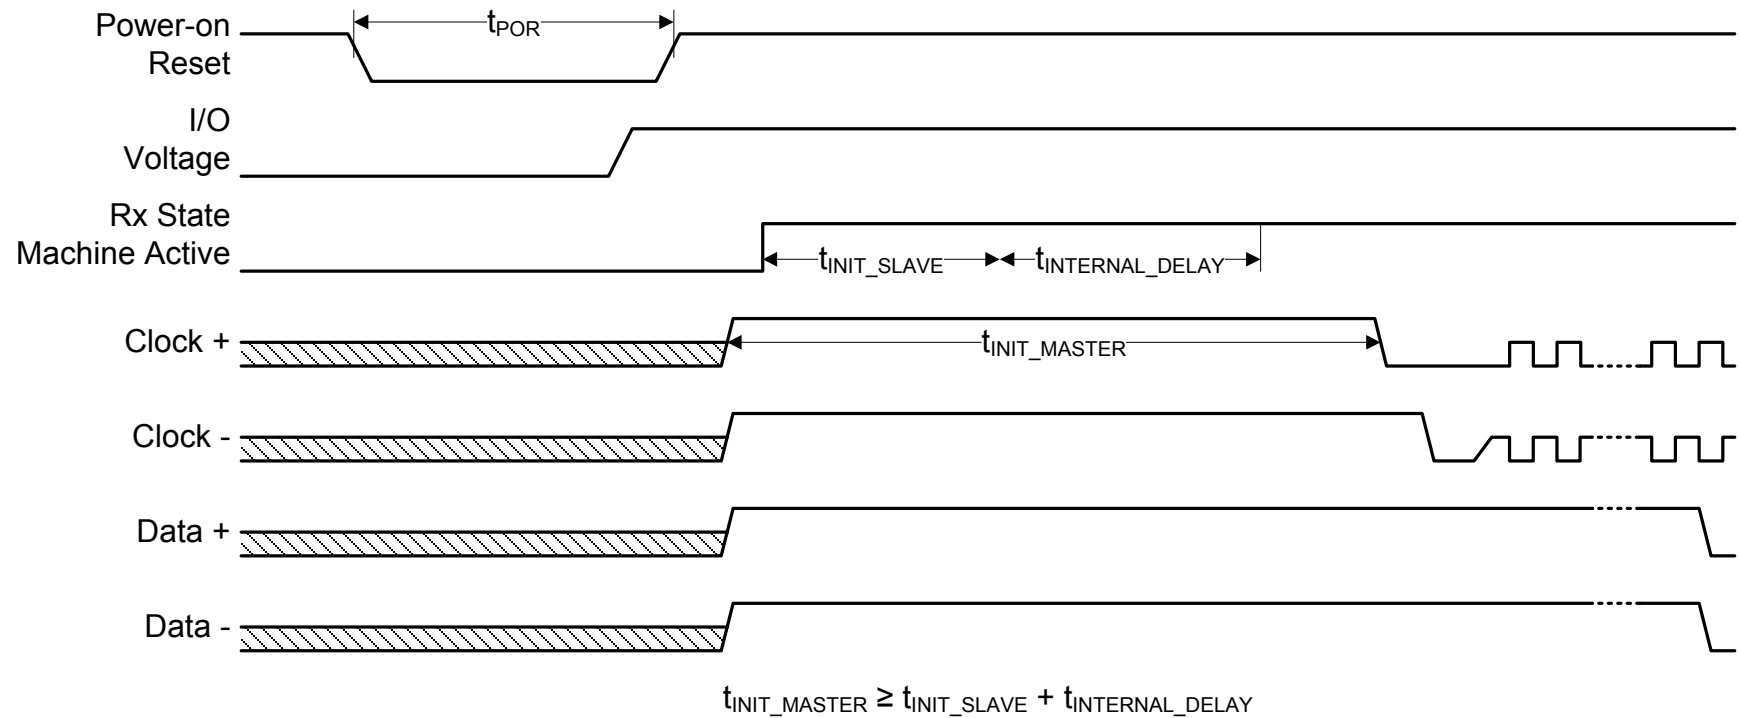 Power-on
Reset
tPOR
I/O
Voltage
Rx State
Machine Active
tINIT_SLAVE
tINTERNAL_DELAY
Clock +
tINIT_MASTER
Clock -
Data +
Data -
tINIT_MASTER ≥ tINIT_SLAVE + tINTERNAL_DELAY